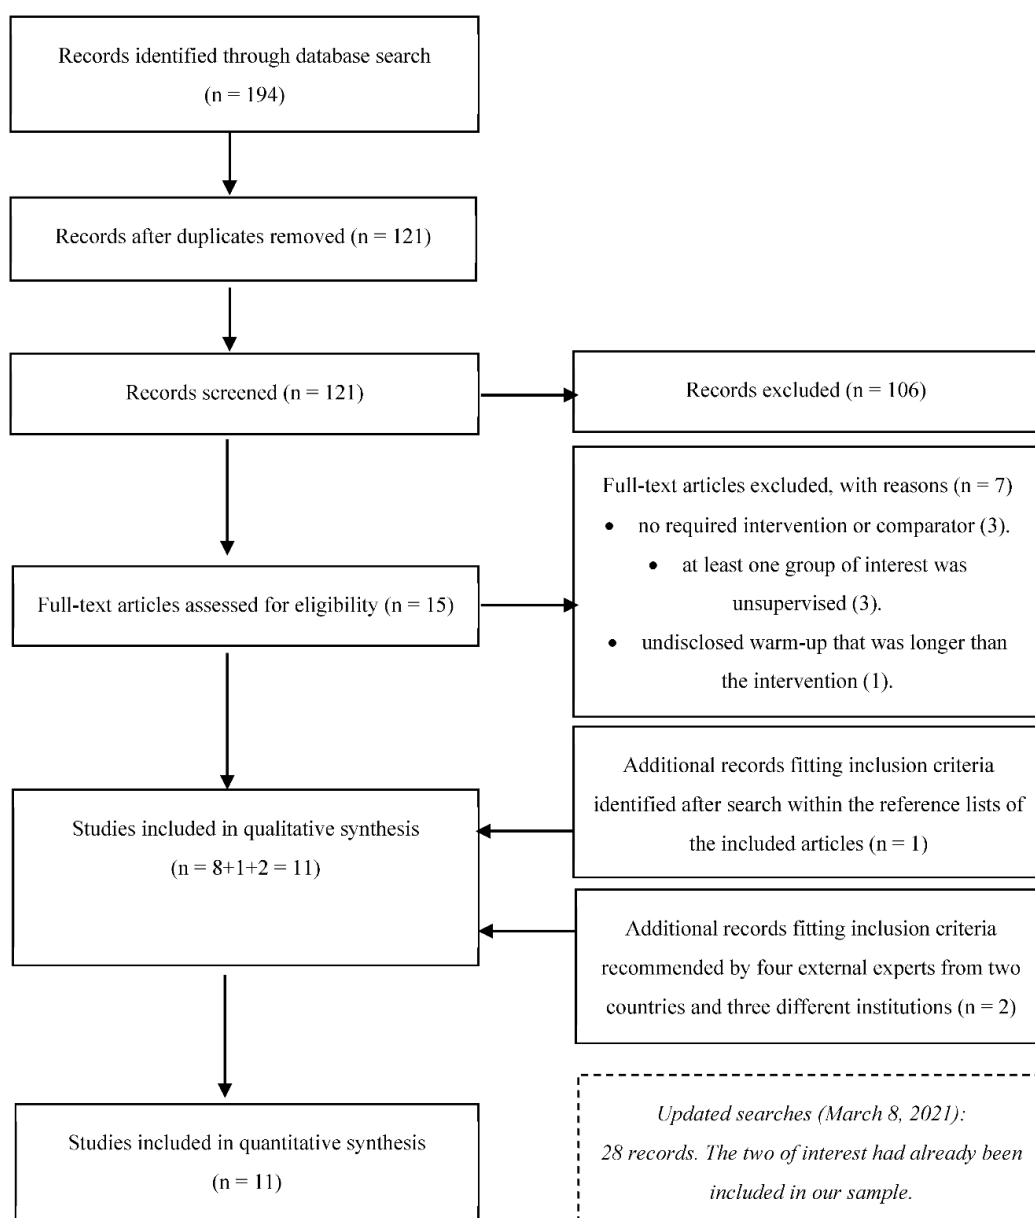 Records identified through database search
(n = 194)
Records after duplicates removed (n = 121)
Records screened (n = 121)
Records excluded (n = 106)
Full-text articles assessed for eligibility (n = 15)
Full-text articles excluded, with reasons (n = 7)
• no required intervention or comparator (3).
• at least one group of interest was
unsupervised (3).
• undisclosed warm-up that was longer than
the intervention (1).
Studies included in qualitative synthesis
(n = 8+1+2 = 11)
Additional records fitting inclusion criteria
identified after search within the reference lists of
the included articles (n = 1)
Additional records fitting inclusion criteria
recommended by four external experts from two
countries and three different institutions (n = 2)
Studies included in quantitative synthesis
(n = 11)
Updated searches (March 8, 2021):
28 records. The two of interest had already been
included in our sample.